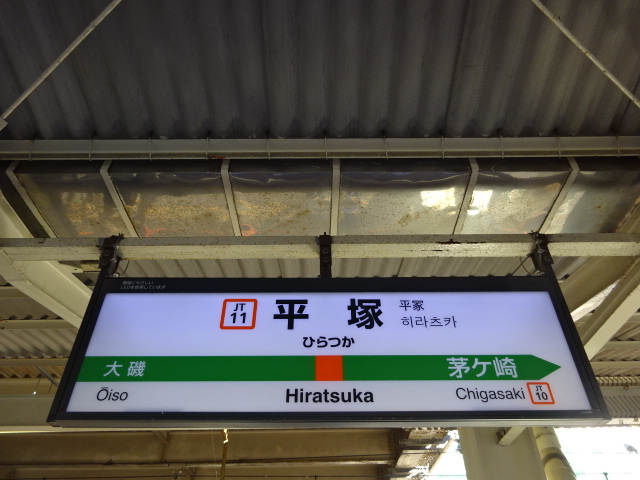 JT
11
平塚
平冢
히라츠카
ひらつか
大磯
茅ケ崎
Ōiso
Hiratsuka
Chigasaki
JT
10